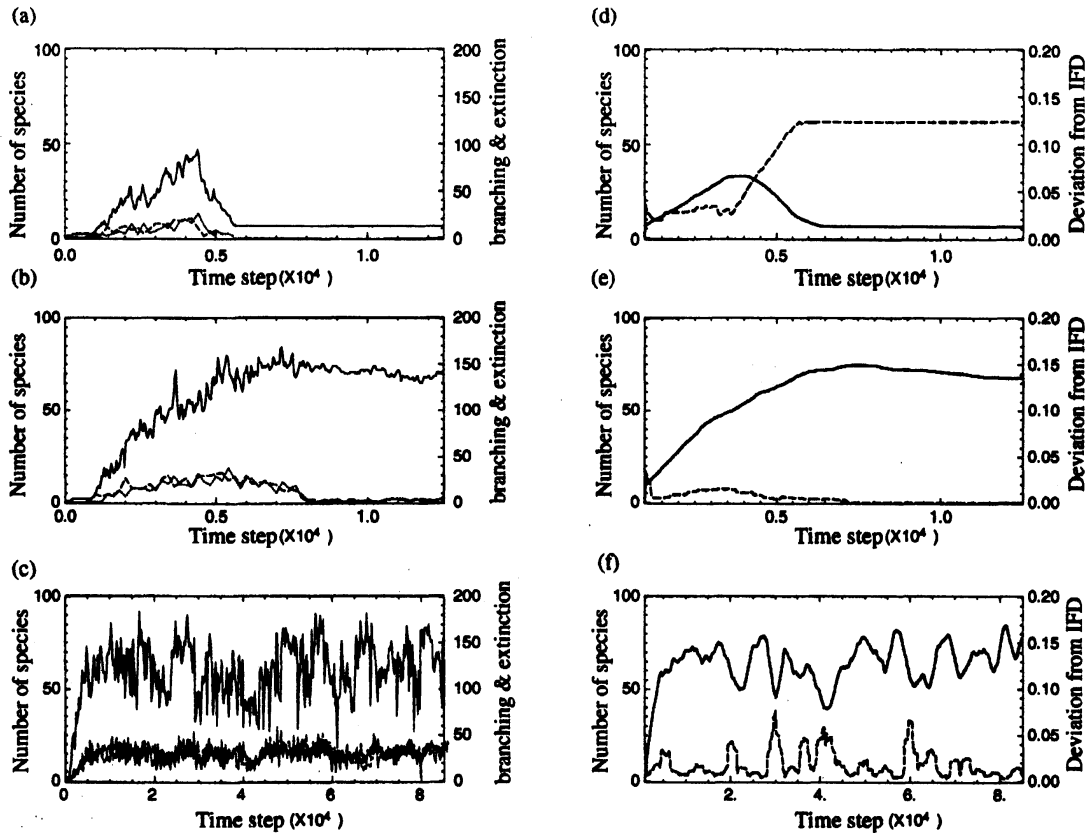 (a)
100
50
0
Number of species
200
150
100
50
0
branching & extinction
0.0
0.5
1.0
Time step (X10⁴ )
(d)
100
50
0
Number of species
0.20
0.15
0.10
0.05
0.00
Deviation from IFD
0.5
1.0
Time step (X10⁴ )
(b)
100
50
0
Number of species
200
150
100
50
0
branching & extinction
0.0
0.5
1.0
Time step (X10⁴ )
(e)
100
50
0
Number of species
0.20
0.15
0.10
0.05
0.00
Deviation from IFD
0.5
1.0
Time step (X10⁴ )
(c)
100
50
0
Number of species
200
150
100
50
0
branching & extinction
0
2
4
6
8
Time step (X10⁴ )
(f)
100
50
0
Number of species
0.20
0.15
0.10
0.05
0.00
Deviation from IFD
2.
4.
6.
8.
Time step (X10⁴ )